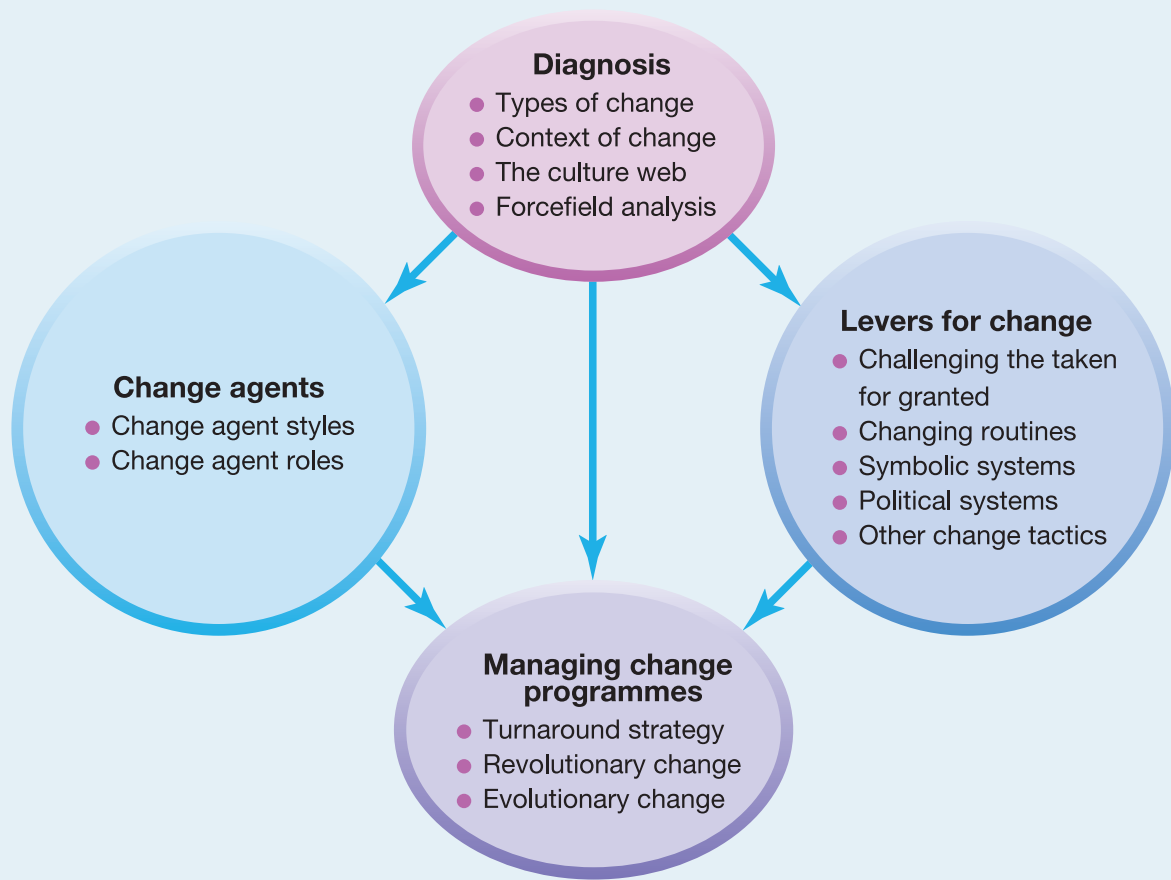 Diagnosis
Types of change
Context of change
The culture web
Forcefield analysis
Change agents
Change agent styles
Change agent roles
Levers for change
Challenging the taken
for granted
Changing routines
Symbolic systems
Political systems
Other change tactics
Managing change
programmes
Turnaround strategy
Revolutionary change
Evolutionary change